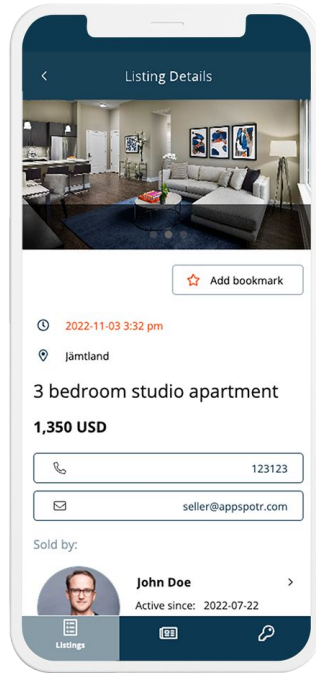 Listing Details
Add bookmark
2022-11-03 3:32 pm
Jämtland
3 bedroom studio apartment
1,350 USD
123123
seller@appspotr.com
Sold by:
John Doe
Active since: 2022-07-22
Listings